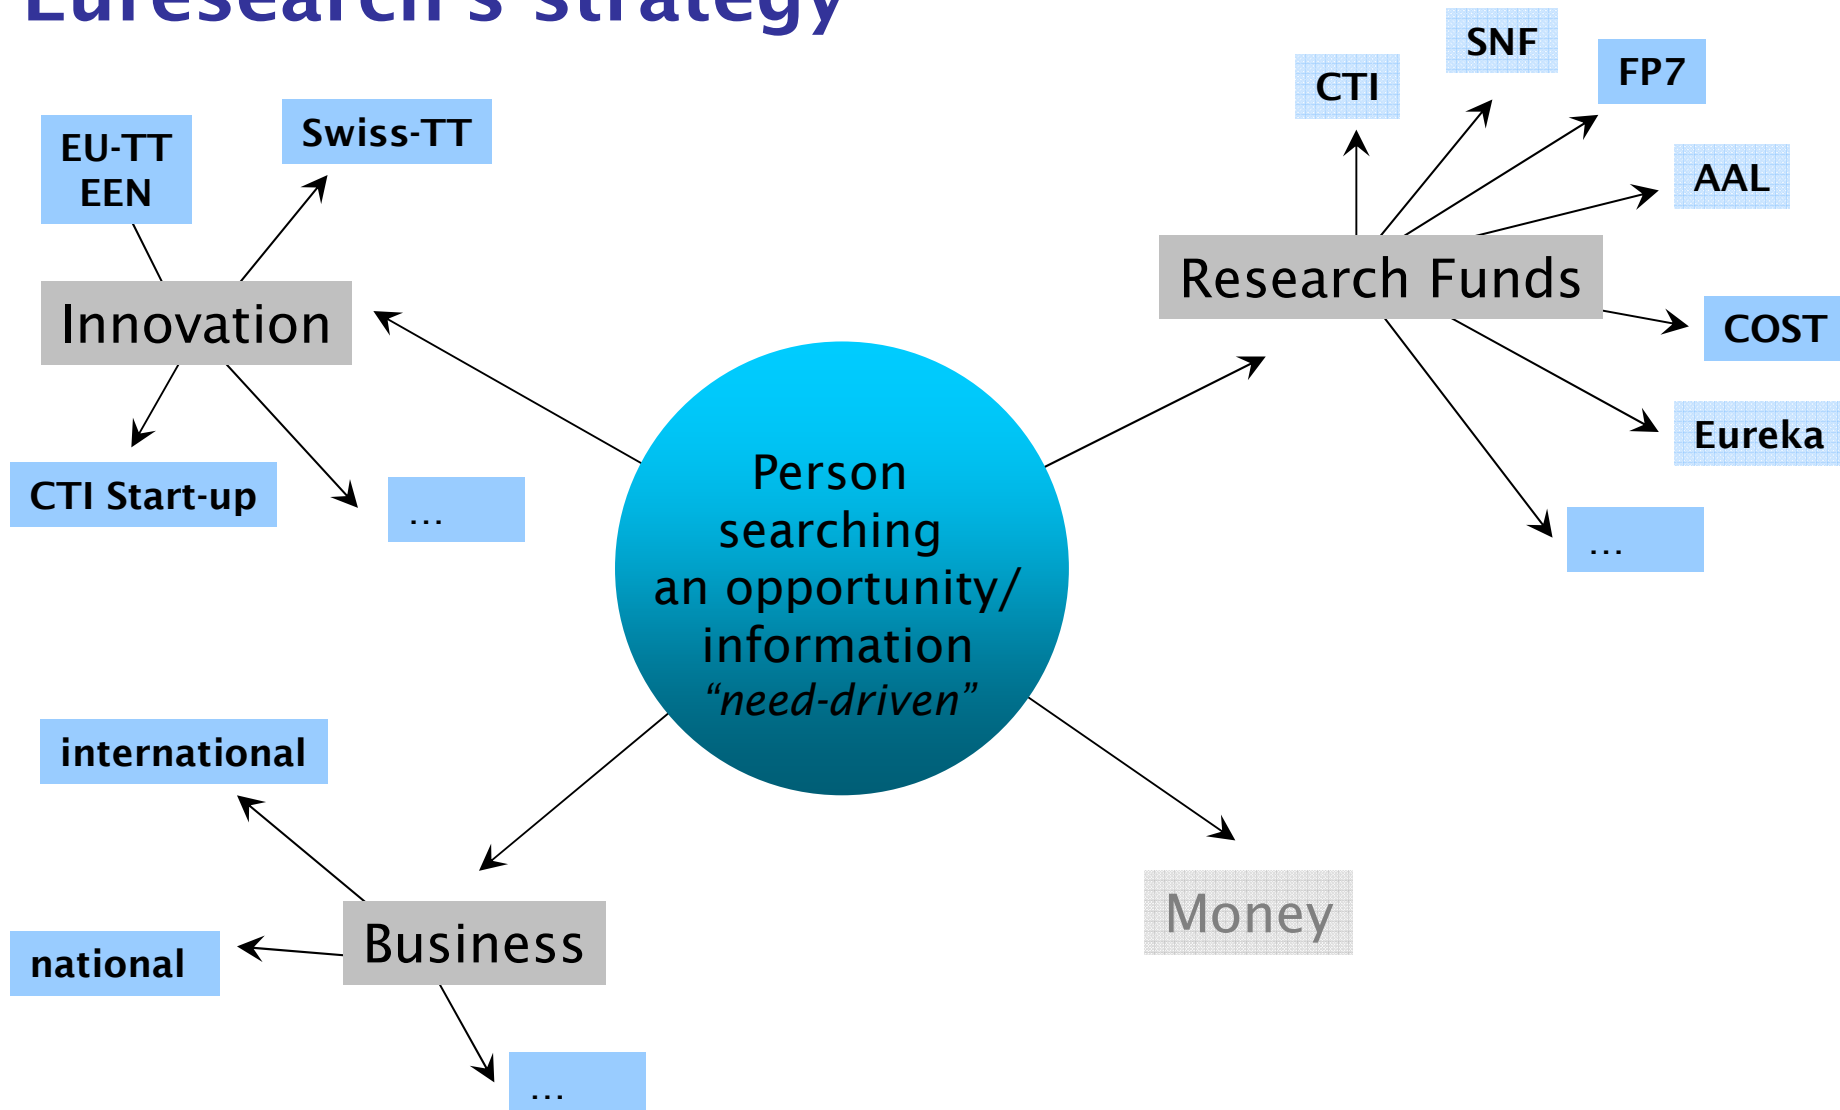 Euresearch's strategy
SNF
CTI
FP7
EU-TT
EEN
Swiss-TT
AAL
Research Funds
Innovation
COST
Eureka
CTI Start-up
...
...
Person
searching
an opportunity/
information
“need-driven”
international
Money
Business
national
...